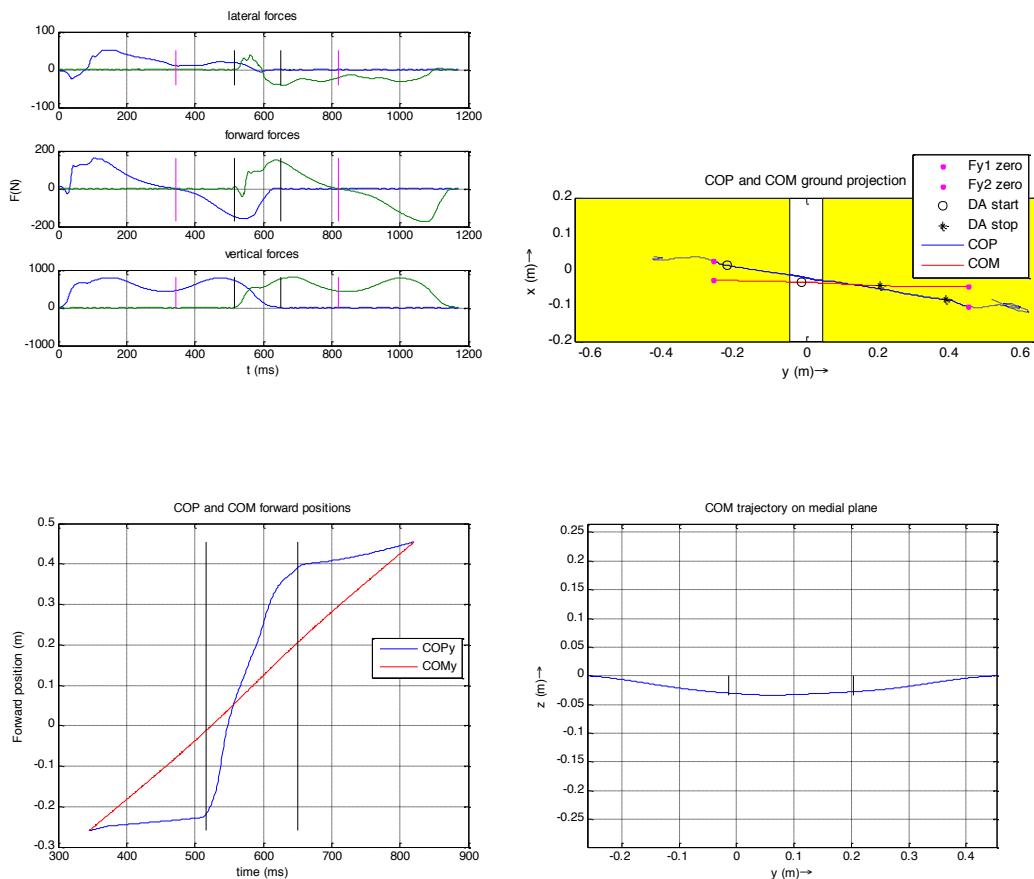 lateral forces
100
0
-100
0 200 400 600 800 1000 1200
forward forces
200
0
-200
F(N)
0 200 400 600 800 1000 1200
vertical forces
1000
0
-1000
0 200 400 600 800 1000 1200
t (ms)
COP and COM ground projection
0.2
0.1
0
-0.1
-0.2
x (m)→
-0.6 -0.4 -0.2 0 0.2 0.4 0.6
y (m)→
Fy1 zero
Fy2 zero
DA start
DA stop
COP
COM
COP and COM forward positions
0.5
0.4
0.3
0.2
0.1
0
-0.1
-0.2
-0.3
Forward position (m)
300 400 500 600 700 800 900
time (ms)
COPy
COMy
COM trajectory on medial plane
0.25
0.2
0.15
0.1
0.05
0
-0.05
-0.1
-0.15
-0.2
-0.25
z (m)→
-0.2 -0.1 0 0.1 0.2 0.3 0.4
y (m)→